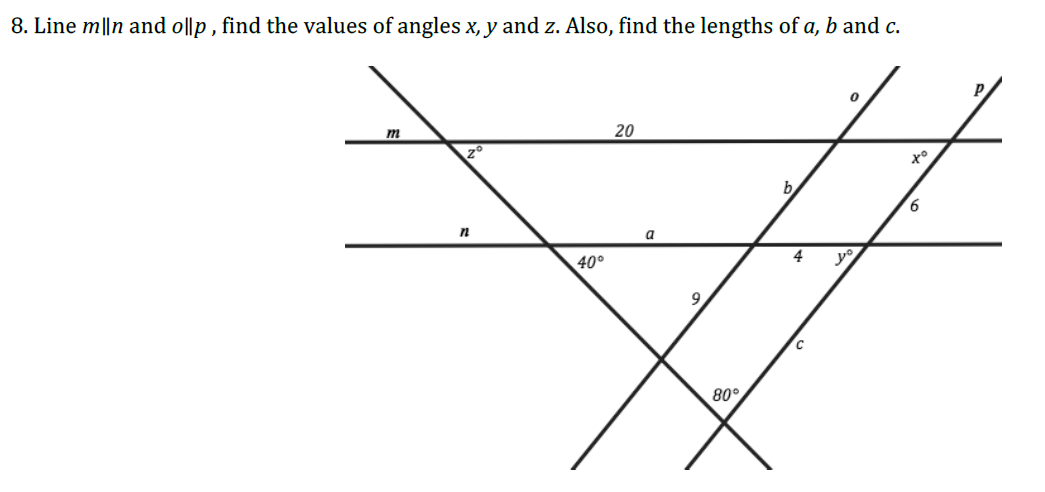 8. Line m∥n and o∥p , find the values of angles x, y and z. Also, find the lengths of a, b and c.
p
o
m
20
z°
x°
b
6
n
a
40°
4
y°
9
c
80°